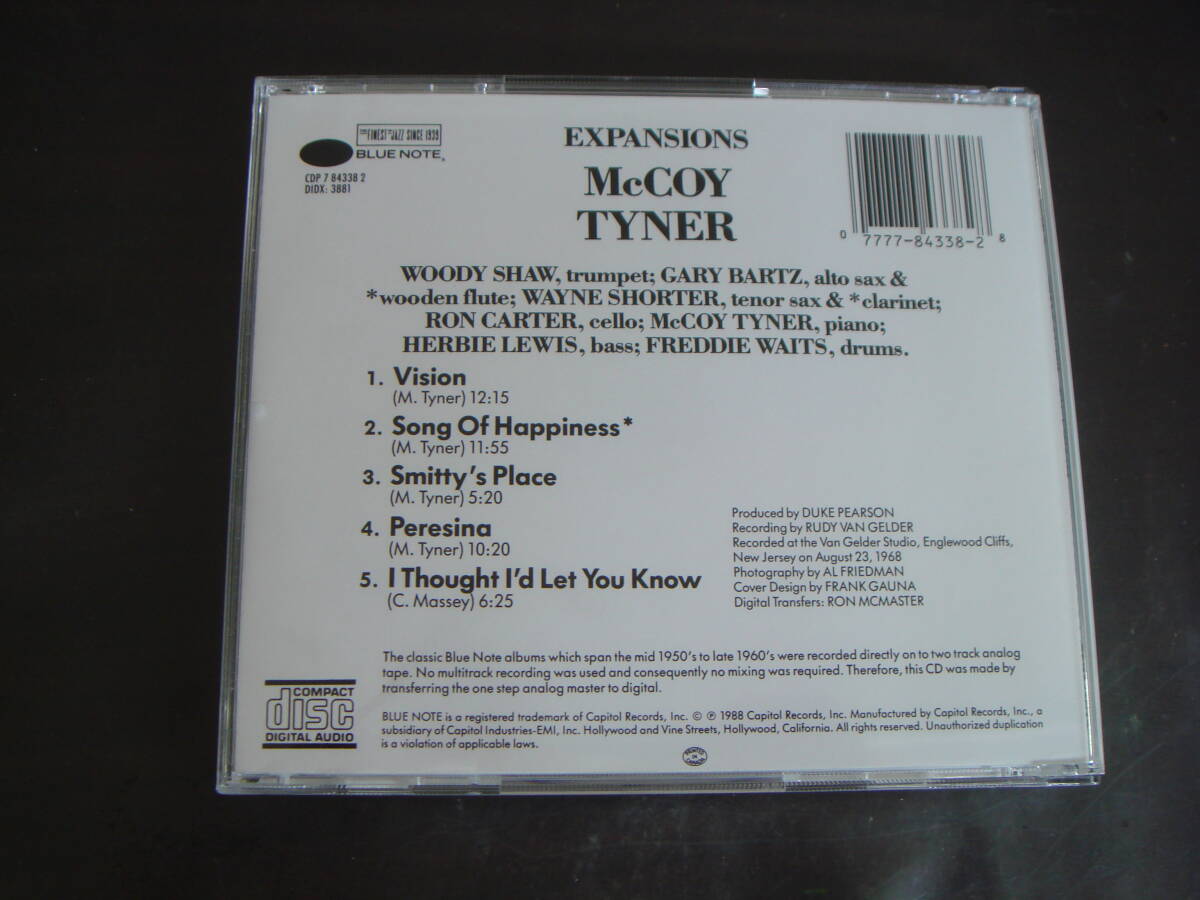 THE FINEST IN JAZZ SINCE 1939
BLUE NOTE®
CDP 7 84338 2
DIDX: 3881
EXPANSIONS
McCOY
TYNER
0 7777-84338-2 8
WOODY SHAW, trumpet; GARY BARTZ, alto sax &
*wooden flute; WAYNE SHORTER, tenor sax & *clarinet;
RON CARTER, cello; McCOY TYNER, piano;
HERBIE LEWIS, bass; FREDDIE WAITS, drums.
1. Vision
(M. Tyner) 12:15
2. Song Of Happiness*
(M. Tyner) 11:55
3. Smitty's Place
(M. Tyner) 5:20
4. Peresina
(M. Tyner) 10:20
5. I Thought I'd Let You Know
(C. Massey) 6:25
Produced by DUKE PEARSON
Recording by RUDY VAN GELDER
Recorded at the Van Gelder Studio, Englewood Cliffs,
New Jersey on August 23, 1968
Photography by AL FRIEDMAN
Cover Design by FRANK GAUNA
Digital Transfers: RON MCMASTER
The classic Blue Note albums which span the mid 1950's to late 1960's were recorded directly on to two track analog
tape. No multitrack recording was used and consequently no mixing was required. Therefore, this CD was made by
transferring the one step analog master to digital.
COMPACT
disc
DIGITAL AUDIO
BLUE NOTE is a registered trademark of Capitol Records, Inc. © ℗ 1988 Capitol Records, Inc. Manufactured by Capitol Records, Inc., a
subsidiary of Capitol Industries-EMI, Inc. Hollywood and Vine Streets, Hollywood, California. All rights reserved. Unauthorized duplication
is a violation of applicable laws.
PRINTED
IN
CANADA